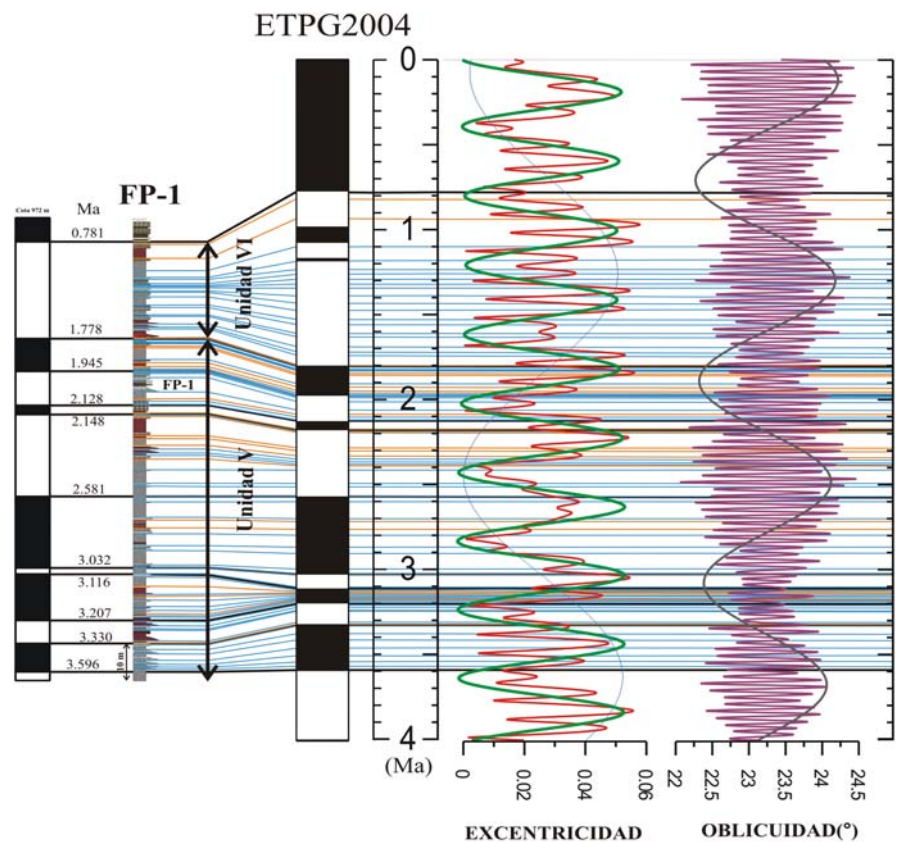 ETPG2004
FP-1
Cota 972 m
Ma
0.781
1.778
1.945
2.128
2.148
2.581
3.032
3.116
3.207
3.330
3.596
FP-1
10 m
Unidad VI
Unidad V
0
1
2
3
4
(Ma)
0
0.02
0.04
0.06
EXCENTRICIDAD
22
22.5
23
23.5
24
24.5
OBLICUIDAD(°)